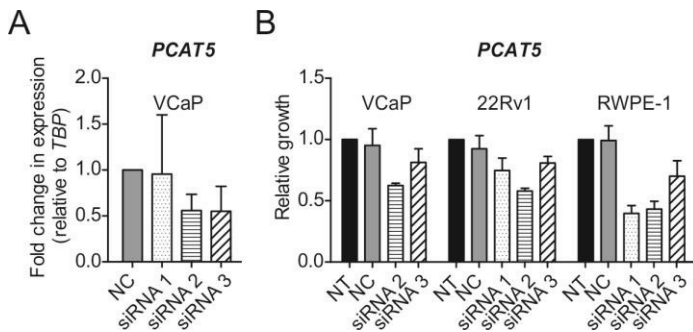 A
PCAT5
VCaP
Fold change in expression
(relative to TBP)
2.0
1.5
1.0
0.5
0.0
NC
siRNA 1
siRNA 2
siRNA 3
B
PCAT5
VCaP
22Rv1
RWPE-1
Relative growth
1.5
1.0
0.5
0.0
NT
NC
siRNA 2
siRNA 3
NT
NC
siRNA 1
siRNA 2
siRNA 3
NT
NC
siRNA 1
siRNA 2
siRNA 3